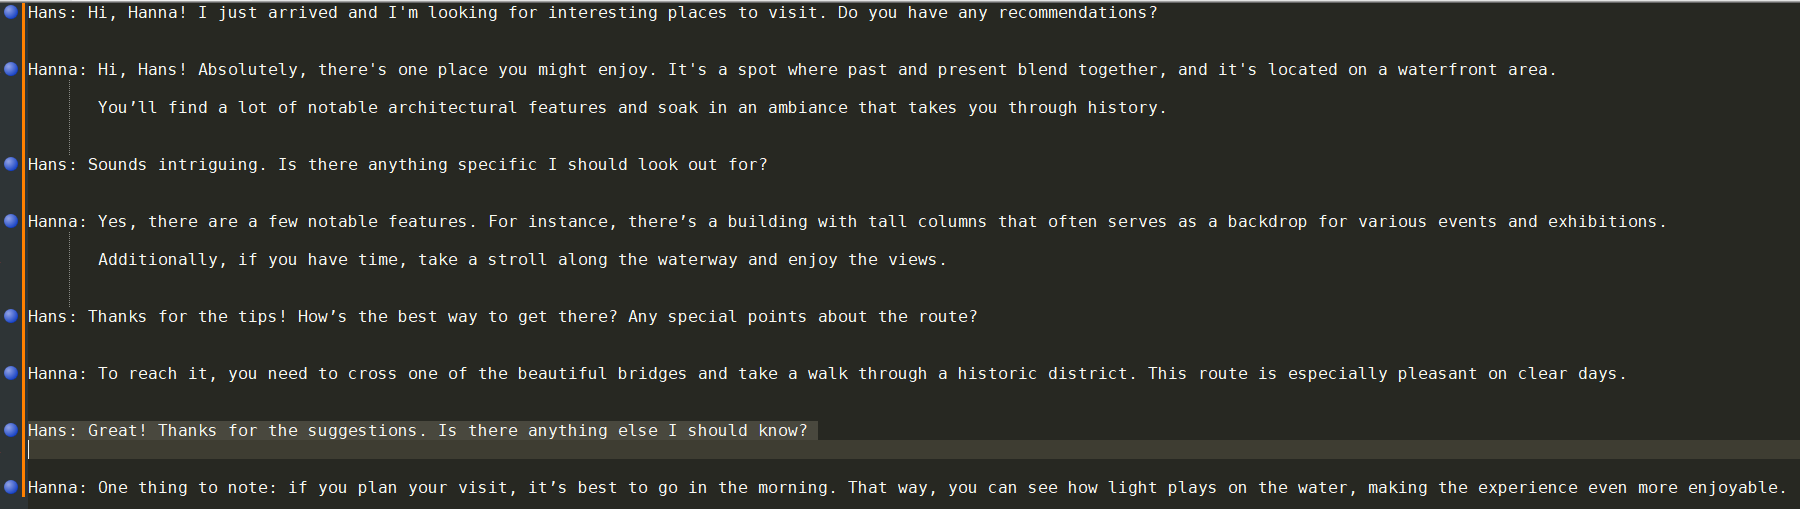 Hans: Hi, Hanna! I just arrived and I'm looking for interesting places to visit. Do you have any recommendations?
Hanna: Hi, Hans! Absolutely, there's one place you might enjoy. It's a spot where past and present blend together, and it's located on a waterfront area.
You’ll find a lot of notable architectural features and soak in an ambiance that takes you through history.
Hans: Sounds intriguing. Is there anything specific I should look out for?
Hanna: Yes, there are a few notable features. For instance, there’s a building with tall columns that often serves as a backdrop for various events and exhibitions.
Additionally, if you have time, take a stroll along the waterway and enjoy the views.
Hans: Thanks for the tips! How’s the best way to get there? Any special points about the route?
Hanna: To reach it, you need to cross one of the beautiful bridges and take a walk through a historic district. This route is especially pleasant on clear days.
Hans: Great! Thanks for the suggestions. Is there anything else I should know?
Hanna: One thing to note: if you plan your visit, it’s best to go in the morning. That way, you can see how light plays on the water, making the experience even more enjoyable.